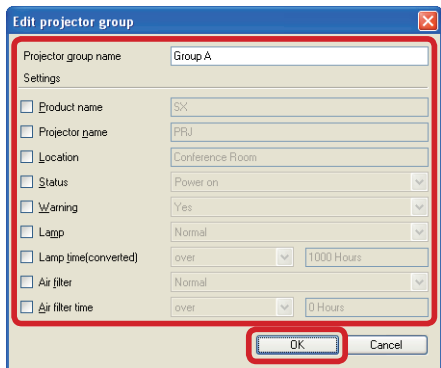 Edit projector group
Projector group name Group A
Settings
Product name SX
Projector name PRJ
Location Conference Room
Status Power on
Warning Yes
Lamp Normal
Lamp time(converted) over 1000 Hours
Air filter Normal
Air filter time over 0 Hours
OK Cancel